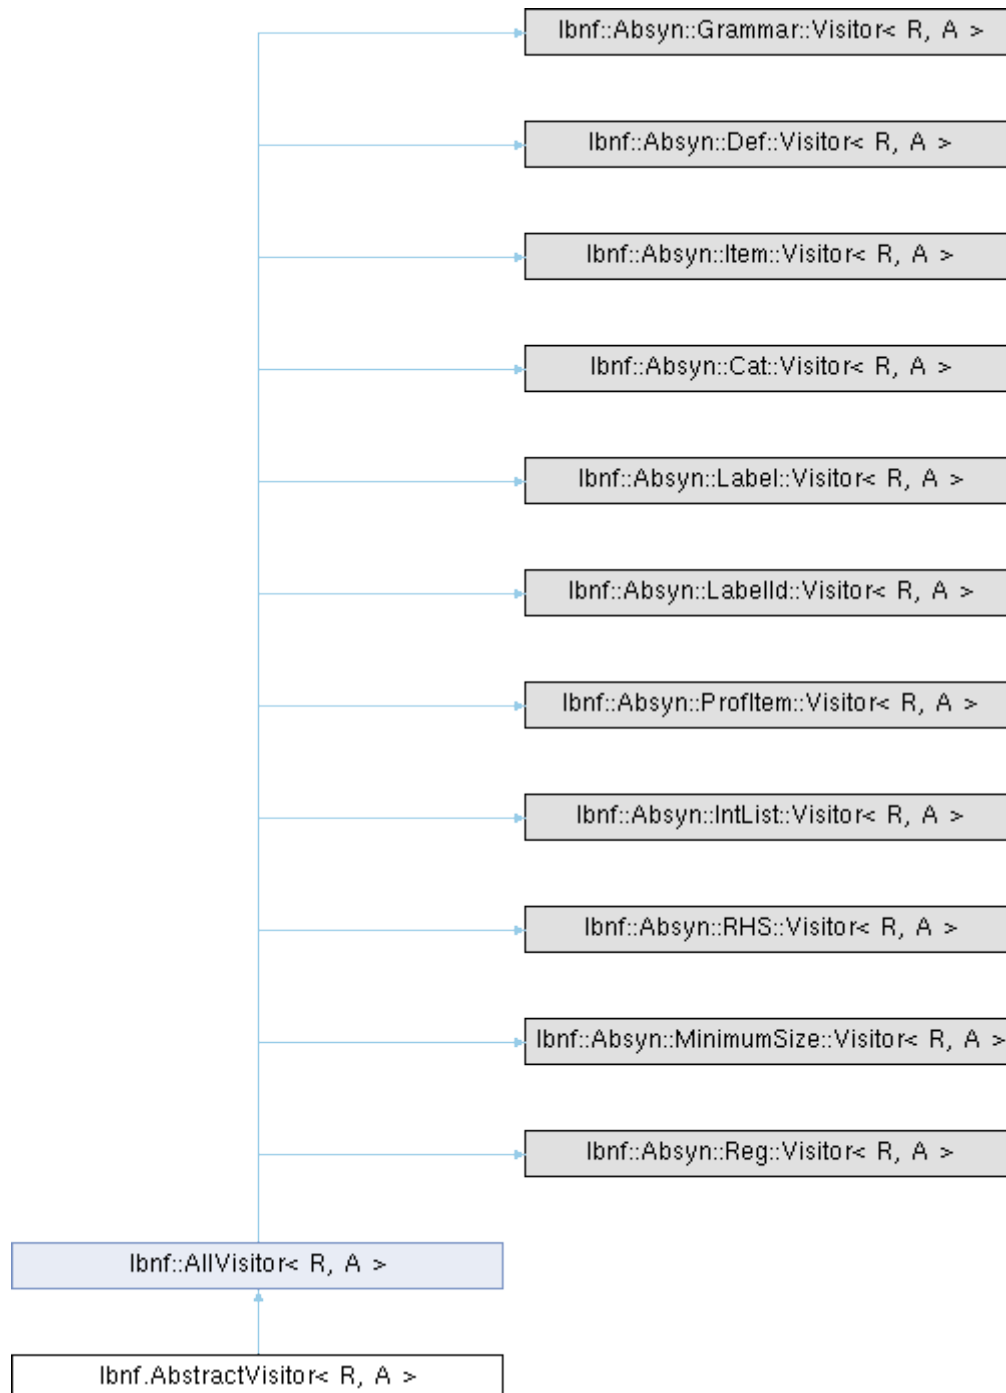 lbnf::Absyn::Grammar::Visitor< R, A >
lbnf::Absyn::Def::Visitor< R, A >
lbnf::Absyn::Item::Visitor< R, A >
lbnf::Absyn::Cat::Visitor< R, A >
lbnf::Absyn::Label::Visitor< R, A >
lbnf::Absyn::LabelId::Visitor< R, A >
lbnf::Absyn::ProfItem::Visitor< R, A >
lbnf::Absyn::IntList::Visitor< R, A >
lbnf::Absyn::RHS::Visitor< R, A >
lbnf::Absyn::MinimumSize::Visitor< R, A >
lbnf::Absyn::Reg::Visitor< R, A >
lbnf::AllVisitor< R, A >
lbnf.AbstractVisitor< R, A >